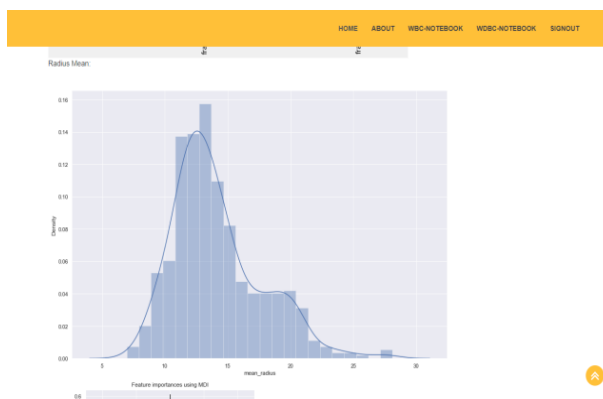 HOME ABOUT WBC-NOTEBOOK WDBC-NOTEBOOK SIGNOUT
fra fra
Radius Mean
0.16
0.14
0.12
0.10
0.08
0.06
0.04
0.02
0.00
Density
5 10 15 20 25 30
mean_radius
Feature importances using MDI
0.6